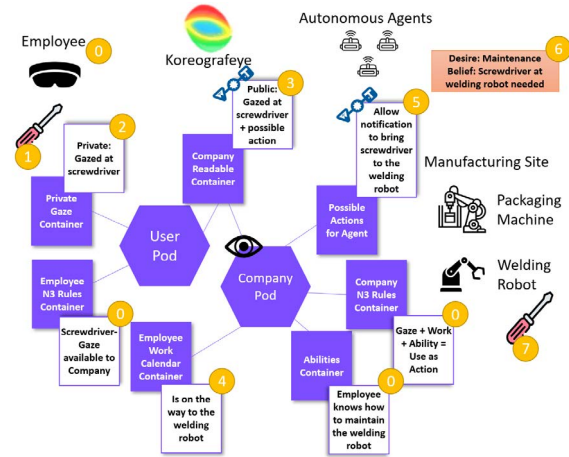 Employee
0
Koreografeye
Autonomous Agents
6
Desire: Maintenance
Belief: Screwdriver at
welding robot needed
1
2
Private:
Gazed at
screwdriver
3
Public:
Gazed at
screwdriver
+ possible
action
5
Allow
notification to
bring screwdriver
to the welding
robot
Private
Gaze
Container
Company
Readable
Container
Possible
Actions
for Agent
Manufacturing Site
Packaging
Machine
Welding
Robot
7
User
Pod
Company
Pod
Employee
N3 Rules
Container
0
Screwdriver-
Gaze
available to
Company
Employee
Work
Calendar
Container
4
Is on the
way to the
welding
robot
Abilities
Container
0
Employee
knows how
to maintain
the welding
robot
Company
N3 Rules
Container
0
Gaze + Work
+ Ability =
Use as
Action